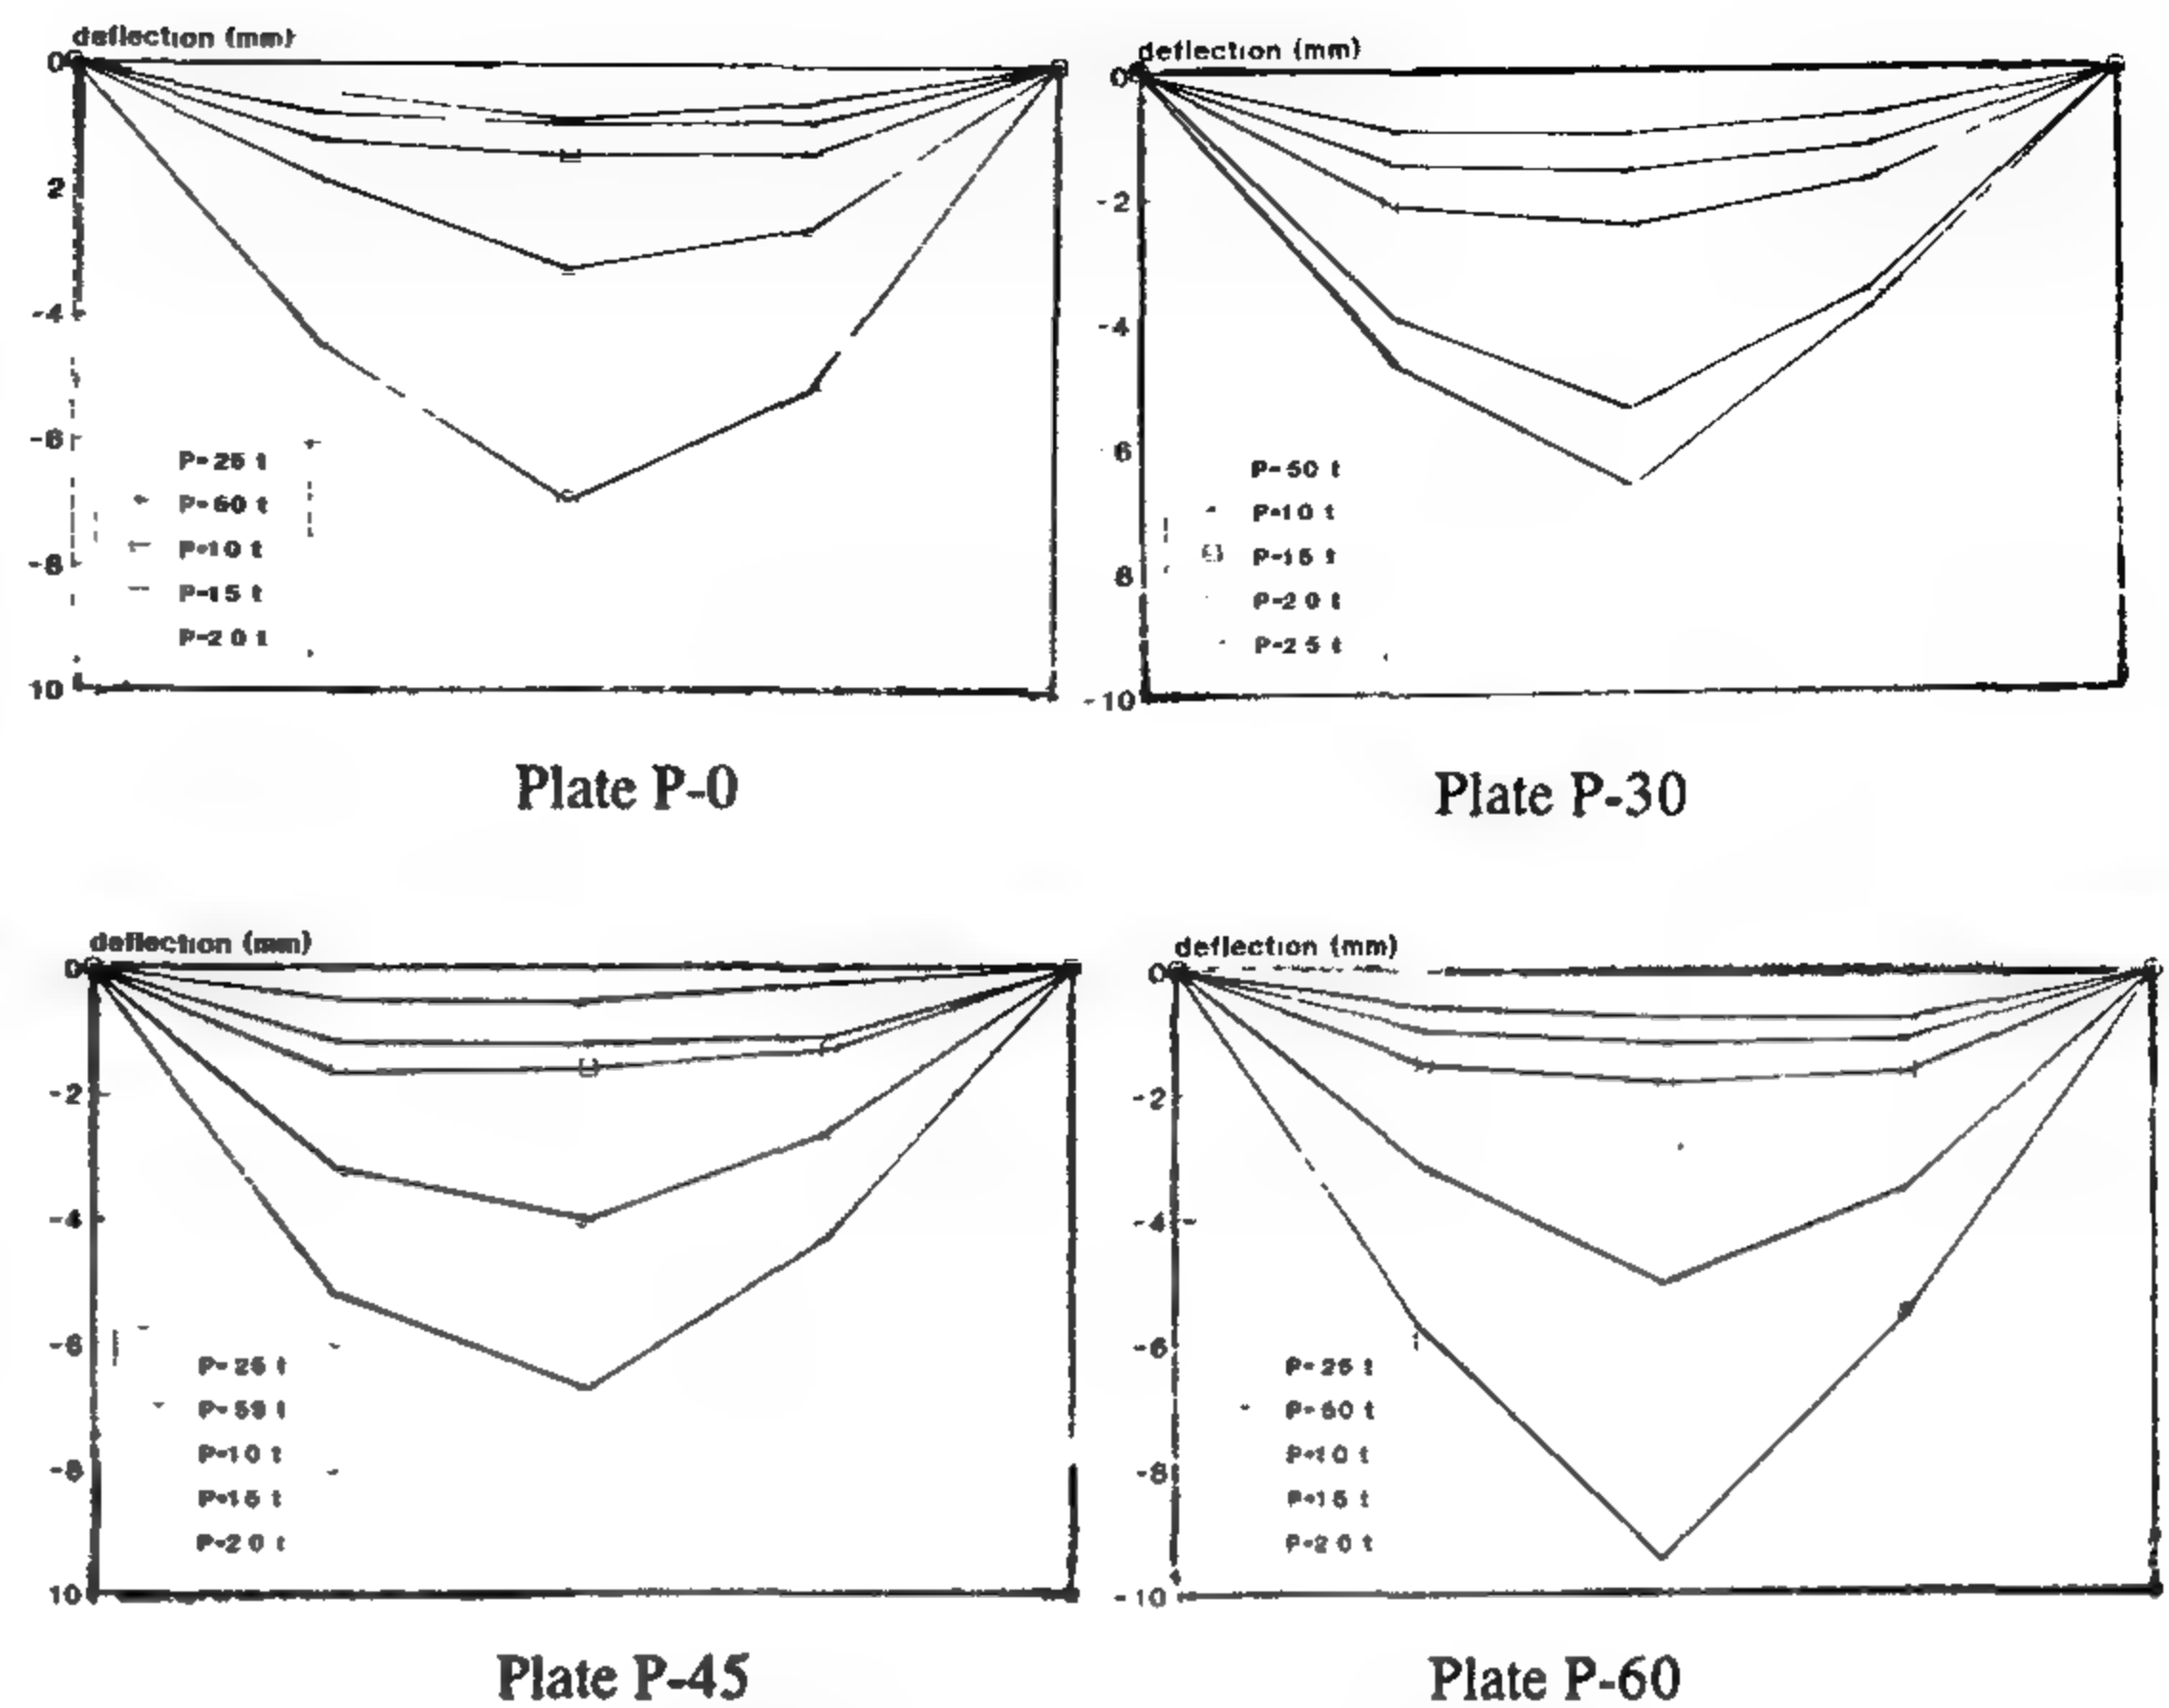 deflection (mm)
0
2
-4
-6
-8
10
P-25 t
P-60 t
P-10 t
P-15 t
P-20 t
Plate P-0
deflection (mm)
0
-2
-4
6
8
-10
P-50 t
P-10 t
P-15 t
P-20 t
P-25 t
Plate P-30
deflection (mm)
0
-2
-4
-6
-8
10
P-25 t
P-10 t
P-15 t
P-20 t
Plate P-45
deflection (mm)
0
-2
-4
-6
-8
-10
P-25 t
P-60 t
P-10 t
P-15 t
P-20 t
Plate P-60